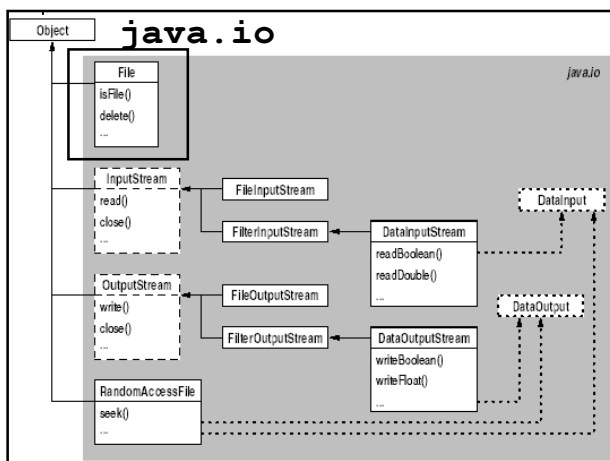 Object
java.io
java.io
File
isFile()
delete()
...
InputStream
read()
close()
...
FileInputStream
FilterInputStream
DataInputStream
readBoolean()
readDouble()
...
DataInput
OutputStream
write()
close()
...
FileOutputStream
FilterOutputStream
DataOutputStream
writeBoolean()
writeFloat()
...
DataOutput
RandomAccessFile
seek()
...